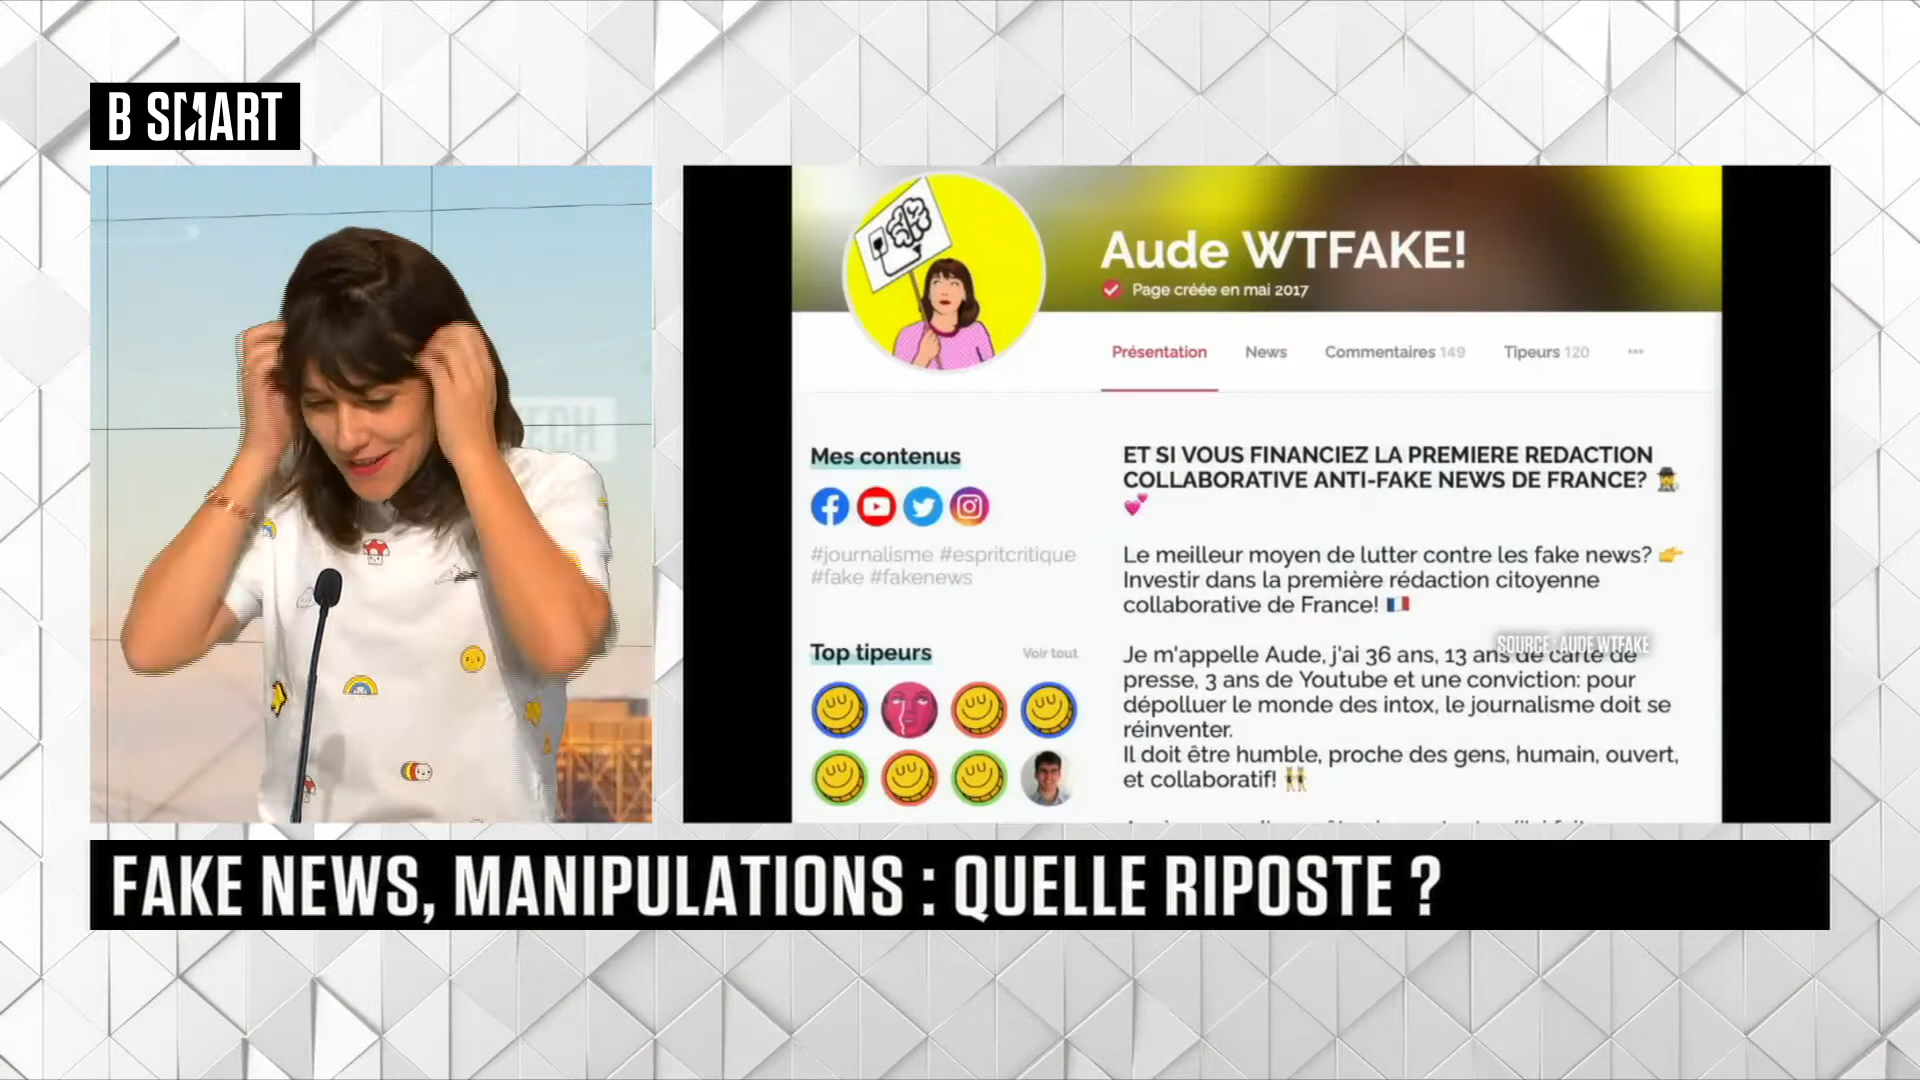 B SMART
TECH
Aude WTFAKE!
Page créée en mai 2017
Présentation News Commentaires 149 Tipeurs 120
Mes contenus
#journalisme #espritcritique
#fake #fakenews
Top tipeurs Voir tout
ET SI VOUS FINANCIEZ LA PREMIERE REDACTION
COLLABORATIVE ANTI-FAKE NEWS DE FRANCE? 🕵️
💕
Le meilleur moyen de lutter contre les fake news? 👉
Investir dans la première rédaction citoyenne
collaborative de France! 🇫🇷
SOURCE : AUDE WTFAKE
Je m'appelle Aude, j'ai 36 ans, 13 ans de carte de
presse, 3 ans de Youtube et une conviction: pour
dépolluer le monde des intox, le journalisme doit se
réinventer.
Il doit être humble, proche des gens, humain, ouvert,
et collaboratif! 👯
FAKE NEWS, MANIPULATIONS : QUELLE RIPOSTE ?